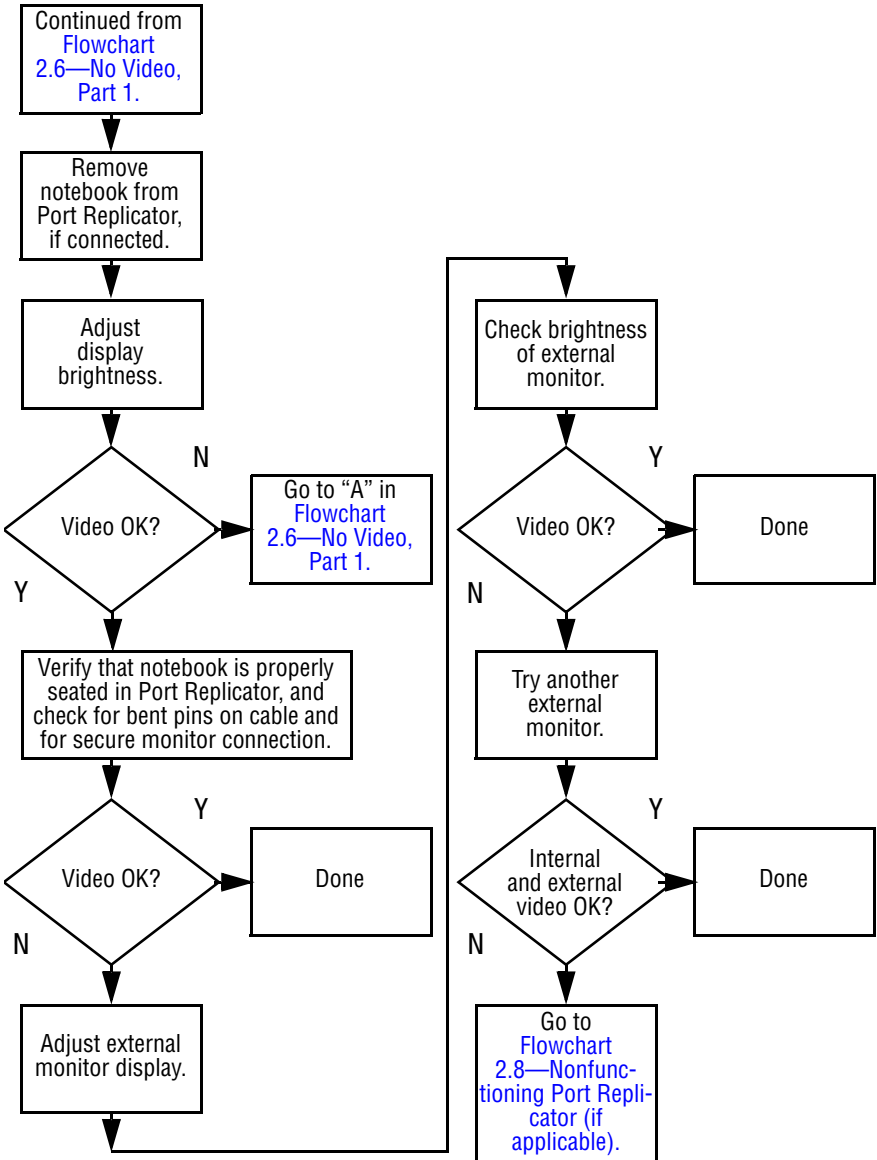 Continued from
Flowchart
2.6—No Video,
Part 1.
Remove
notebook from
Port Replicator,
if connected.
Adjust
display
brightness.
N
Video OK?
Go to “A” in
Flowchart
2.6—No Video,
Part 1.
Y
Verify that notebook is properly
seated in Port Replicator, and
check for bent pins on cable and
for secure monitor connection.
Y
Video OK?
Done
N
Adjust external
monitor display.
Check brightness
of external
monitor.
Y
Video OK?
Done
N
Try another
external
monitor.
Y
Internal
and external
video OK?
Done
N
Go to
Flowchart
2.8—Nonfunc-
tioning Port Repli-
cator (if
applicable).